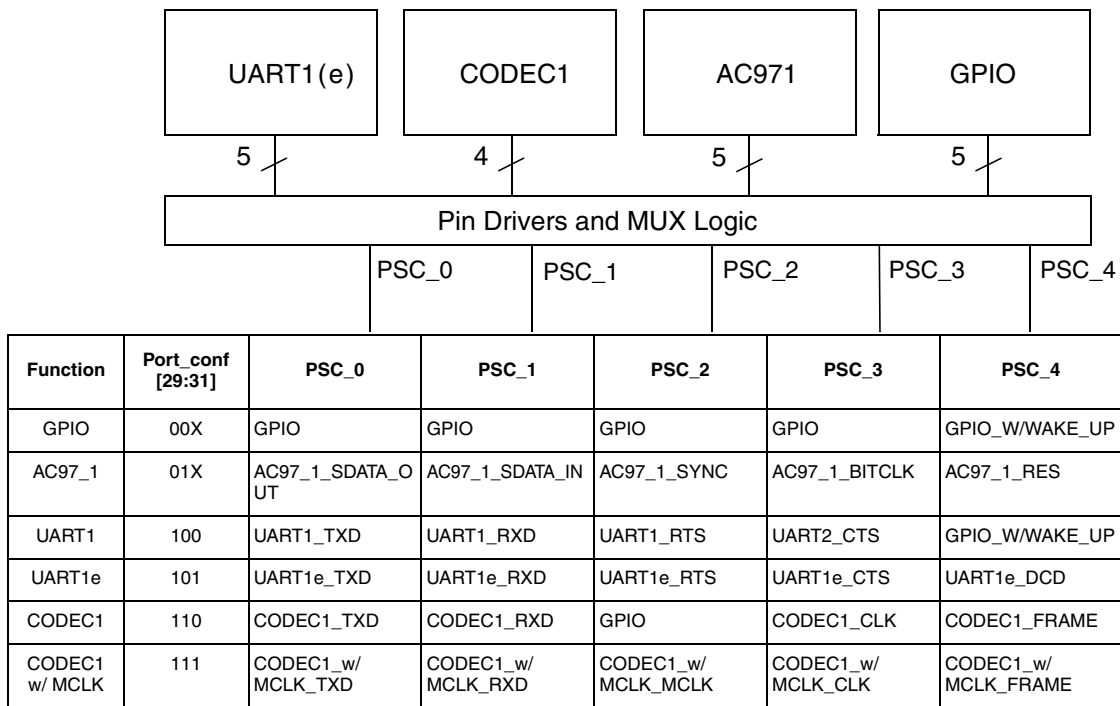 UART1(e) CODEC1 AC971 GPIO
5 4 5 5
Pin Drivers and MUX Logic
PSC_0 PSC_1 PSC_2 PSC_3 PSC_4
Function Port_conf [29:31] PSC_0 PSC_1 PSC_2 PSC_3 PSC_4
GPIO 00X GPIO GPIO GPIO GPIO GPIO_W/WAKE_UP
AC97_1 01X AC97_1_SDATA_O
UT AC97_1_SDATA_IN AC97_1_SYNC AC97_1_BITCLK AC97_1_RES
UART1 100 UART1_TXD UART1_RXD UART1_RTS UART2_CTS GPIO_W/WAKE_UP
UART1e 101 UART1e_TXD UART1e_RXD UART1e_RTS UART1e_CTS UART1e_DCD
CODEC1 110 CODEC1_TXD CODEC1_RXD GPIO CODEC1_CLK CODEC1_FRAME
CODEC1 w/ MCLK 111 CODEC1_w/ MCLK_TXD CODEC1_w/ MCLK_RXD CODEC1_w/ MCLK_MCLK CODEC1_w/ MCLK_CLK CODEC1_w/ MCLK_FRAME